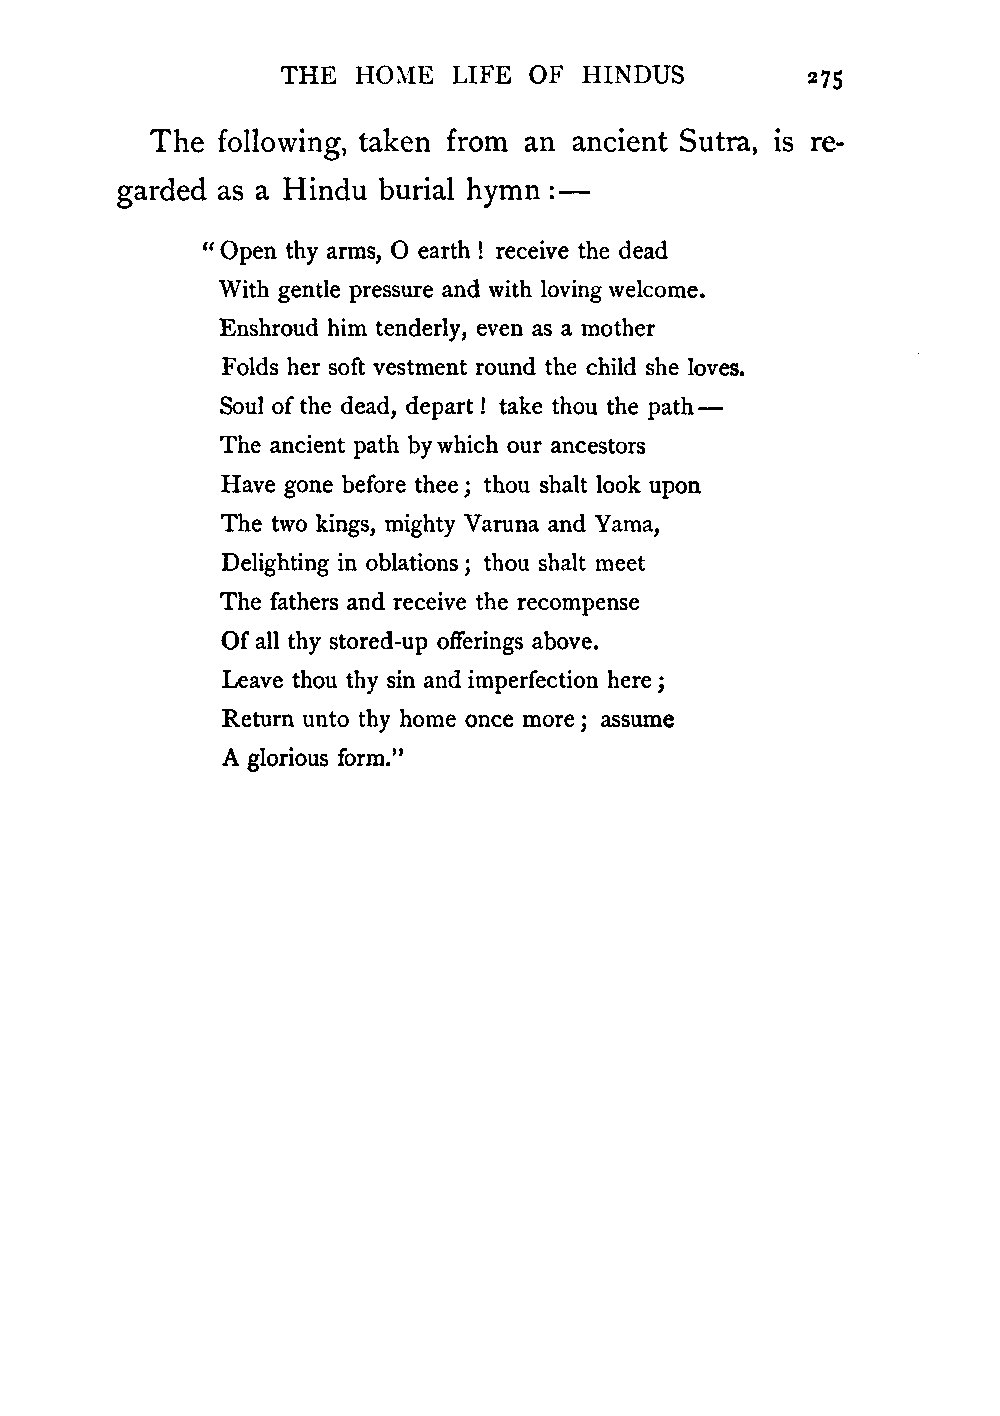 THE HOME LIFE OF HINDUS 275
The following, taken from an ancient Sutra, is re-
garded as a Hindu burial hymn :—
“ Open thy arms, O earth ! receive the dead
With gentle pressure and with loving welcome.
Enshroud him tenderly, even as a mother
Folds her soft vestment round the child she loves.
Soul of the dead, depart ! take thou the path—
The ancient path by which our ancestors
Have gone before thee ; thou shalt look upon
The two kings, mighty Varuna and Yama,
Delighting in oblations ; thou shalt meet
The fathers and receive the recompense
Of all thy stored-up offerings above.
Leave thou thy sin and imperfection here ;
Return unto thy home once more ; assume
A glorious form.”